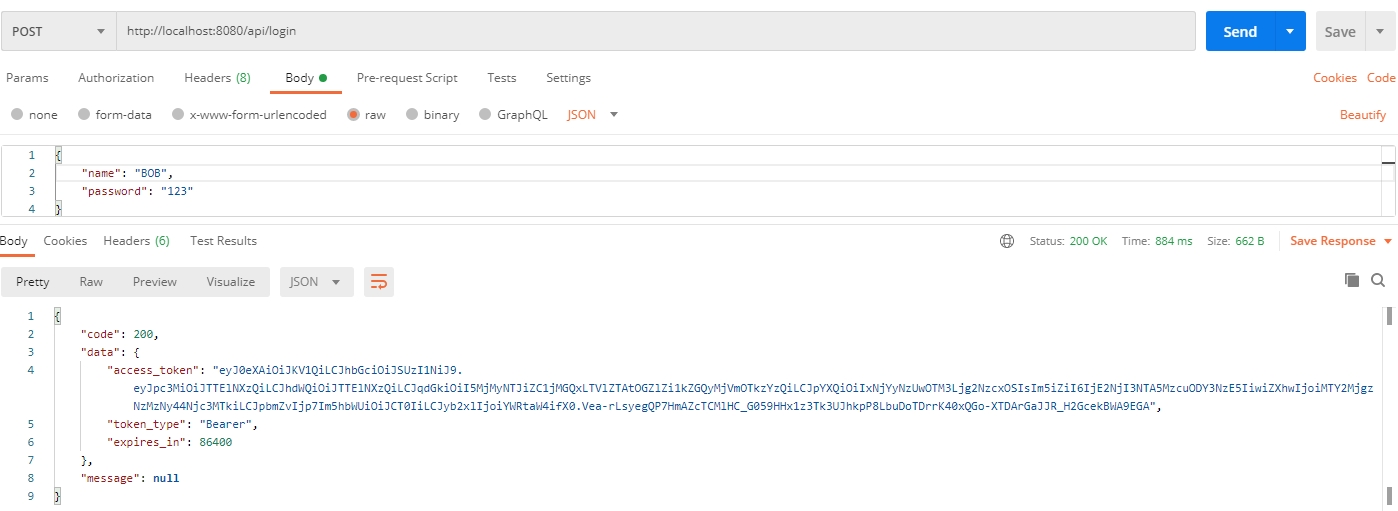 POST http://localhost:8080/api/login Send Save
Params Authorization Headers (8) Body Pre-request Script Tests Settings Cookies Code
none form-data x-www-form-urlencoded raw binary GraphQL JSON Beautify
1 {
2 "name": "BOB",
3 "password": "123"
4 }
Body Cookies Headers (6) Test Results Status: 200 OK Time: 884 ms Size: 662 B Save Response
Pretty Raw Preview Visualize JSON
1 {
2 "code": 200,
3 "data": {
4 "access_token": "eyJ0eXAiOiJKV1QiLCJhbGciOiJSUzI1NiJ9.
eyJpc3MiOiJTTElNXzQiLCJhdWQiOiJTTElNXzQiLCJqdGkiOiI5MjMyNTJiZC1jMGQxLTVlZTAtOGZlZi1kZGQyMjVmOTkzYzQiLCJpYXQiOiIxNjYyNzUwOTM3Ljg2NzcxOSIsIm5iZiI6IjE2NjI3NTA5MzcuODY3NzE5IiwiZXhwIjoiMTY2Mjgz
NzMzNy44Njc3MTkiLCJpbmZvIjp7Im5hbWUiOiJCT0IiLCJyb2xlIjoiYWRtaW4ifX0.Vea-rLsyegQP7HmAZcTCMlHC_G059HHx1z3Tk3UJhkpP8LbuDoTDrrK40xQGo-XTDArGaJJR_H2GcekBWA9EGA",
5 "token_type": "Bearer",
6 "expires_in": 86400
7 },
8 "message": null
9 }